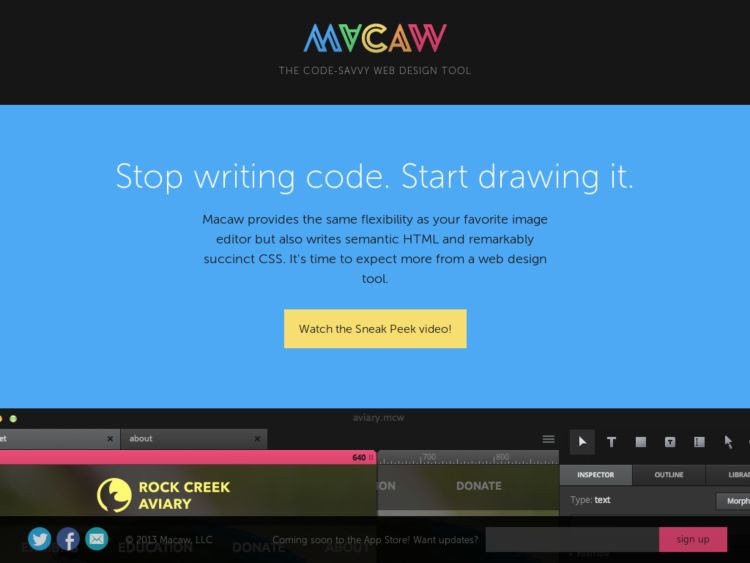 MACAW
THE CODE-SAVVY WEB DESIGN TOOL
Stop writing code. Start drawing it.
Macaw provides the same flexibility as your favorite image
editor but also writes semantic HTML and remarkably
succinct CSS. It's time to expect more from a web design
tool.
Watch the Sneak Peek video!
aviary.mcw
about
640
700
800
INSPECTOR
OUTLINE
ROCK CREEK
AVIARY
DONATE
Type: text
© 2013 Macaw, LLC
Coming soon to the App Store! Want updates?
sign up
EDUCATION
DONATE
ABOUT